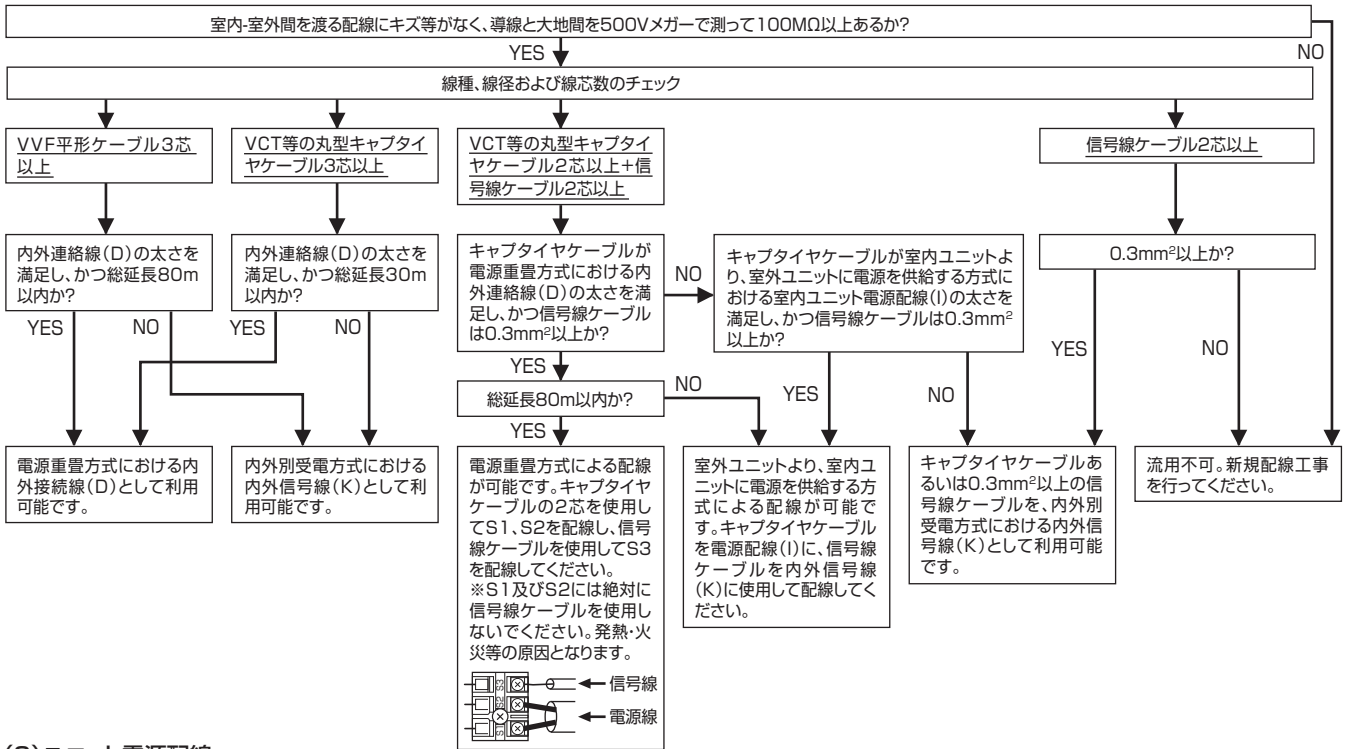 室内-室外間を渡る配線にキズ等がなく、導線と大地間を500Vメガーで測って100MΩ以上あるか?
YES
NO
線種、線径および線芯数のチェック
VVF平形ケーブル3芯
以上
VCT等の丸型キャプタイ
ヤケーブル3芯以上
VCT等の丸型キャプタイ
ヤケーブル2芯以上+信
号線ケーブル2芯以上
信号線ケーブル2芯以上
内外連絡線(D)の太さを
満足し、かつ総延長80m
以内か?
内外連絡線(D)の太さを
満足し、かつ総延長30m
以内か?
キャプタイヤケーブルが
電源重畳方式における内
外連絡線(D)の太さを満
足し、かつ信号線ケーブル
は0.3mm²以上か?
NO
キャプタイヤケーブルが室内ユニットよ
り、室外ユニットに電源を供給する方式に
おける室内ユニット電源配線(I)の太さを
満足し、かつ信号線ケーブルは0.3mm²
以上か?
0.3mm²以上か?
YES
NO
YES
NO
YES
総延長80m以内か?
NO
YES
YES
NO
YES
NO
電源重畳方式における内
外接続線(D)として利用
可能です。
内外別受電方式における
内外信号線(K)として利
用可能です。
電源重畳方式による配線
が可能です。キャプタイヤ
ケーブルの2芯を使用し
てS1、S2を配線し、信号
線ケーブルを使用してS3
を配線してください。
※S1及びS2には絶対に
信号線ケーブルを使用し
ないでください。発熱・火
災等の原因となります。
S3
S2
S1
信号線
電源線
室外ユニットより、室内ユ
ニットに電源を供給する方
式による配線が可能で
す。キャプタイヤケーブル
を電源配線(I)に、信号線
ケーブルを内外信号線
(K)に使用して配線してく
ださい。
キャプタイヤケーブルあ
るいは0.3mm²以上の信
号線ケーブルを、内外別
受電方式における内外信
号線(K)として利用可能
です。
流用不可。新規配線工事
を行ってください。